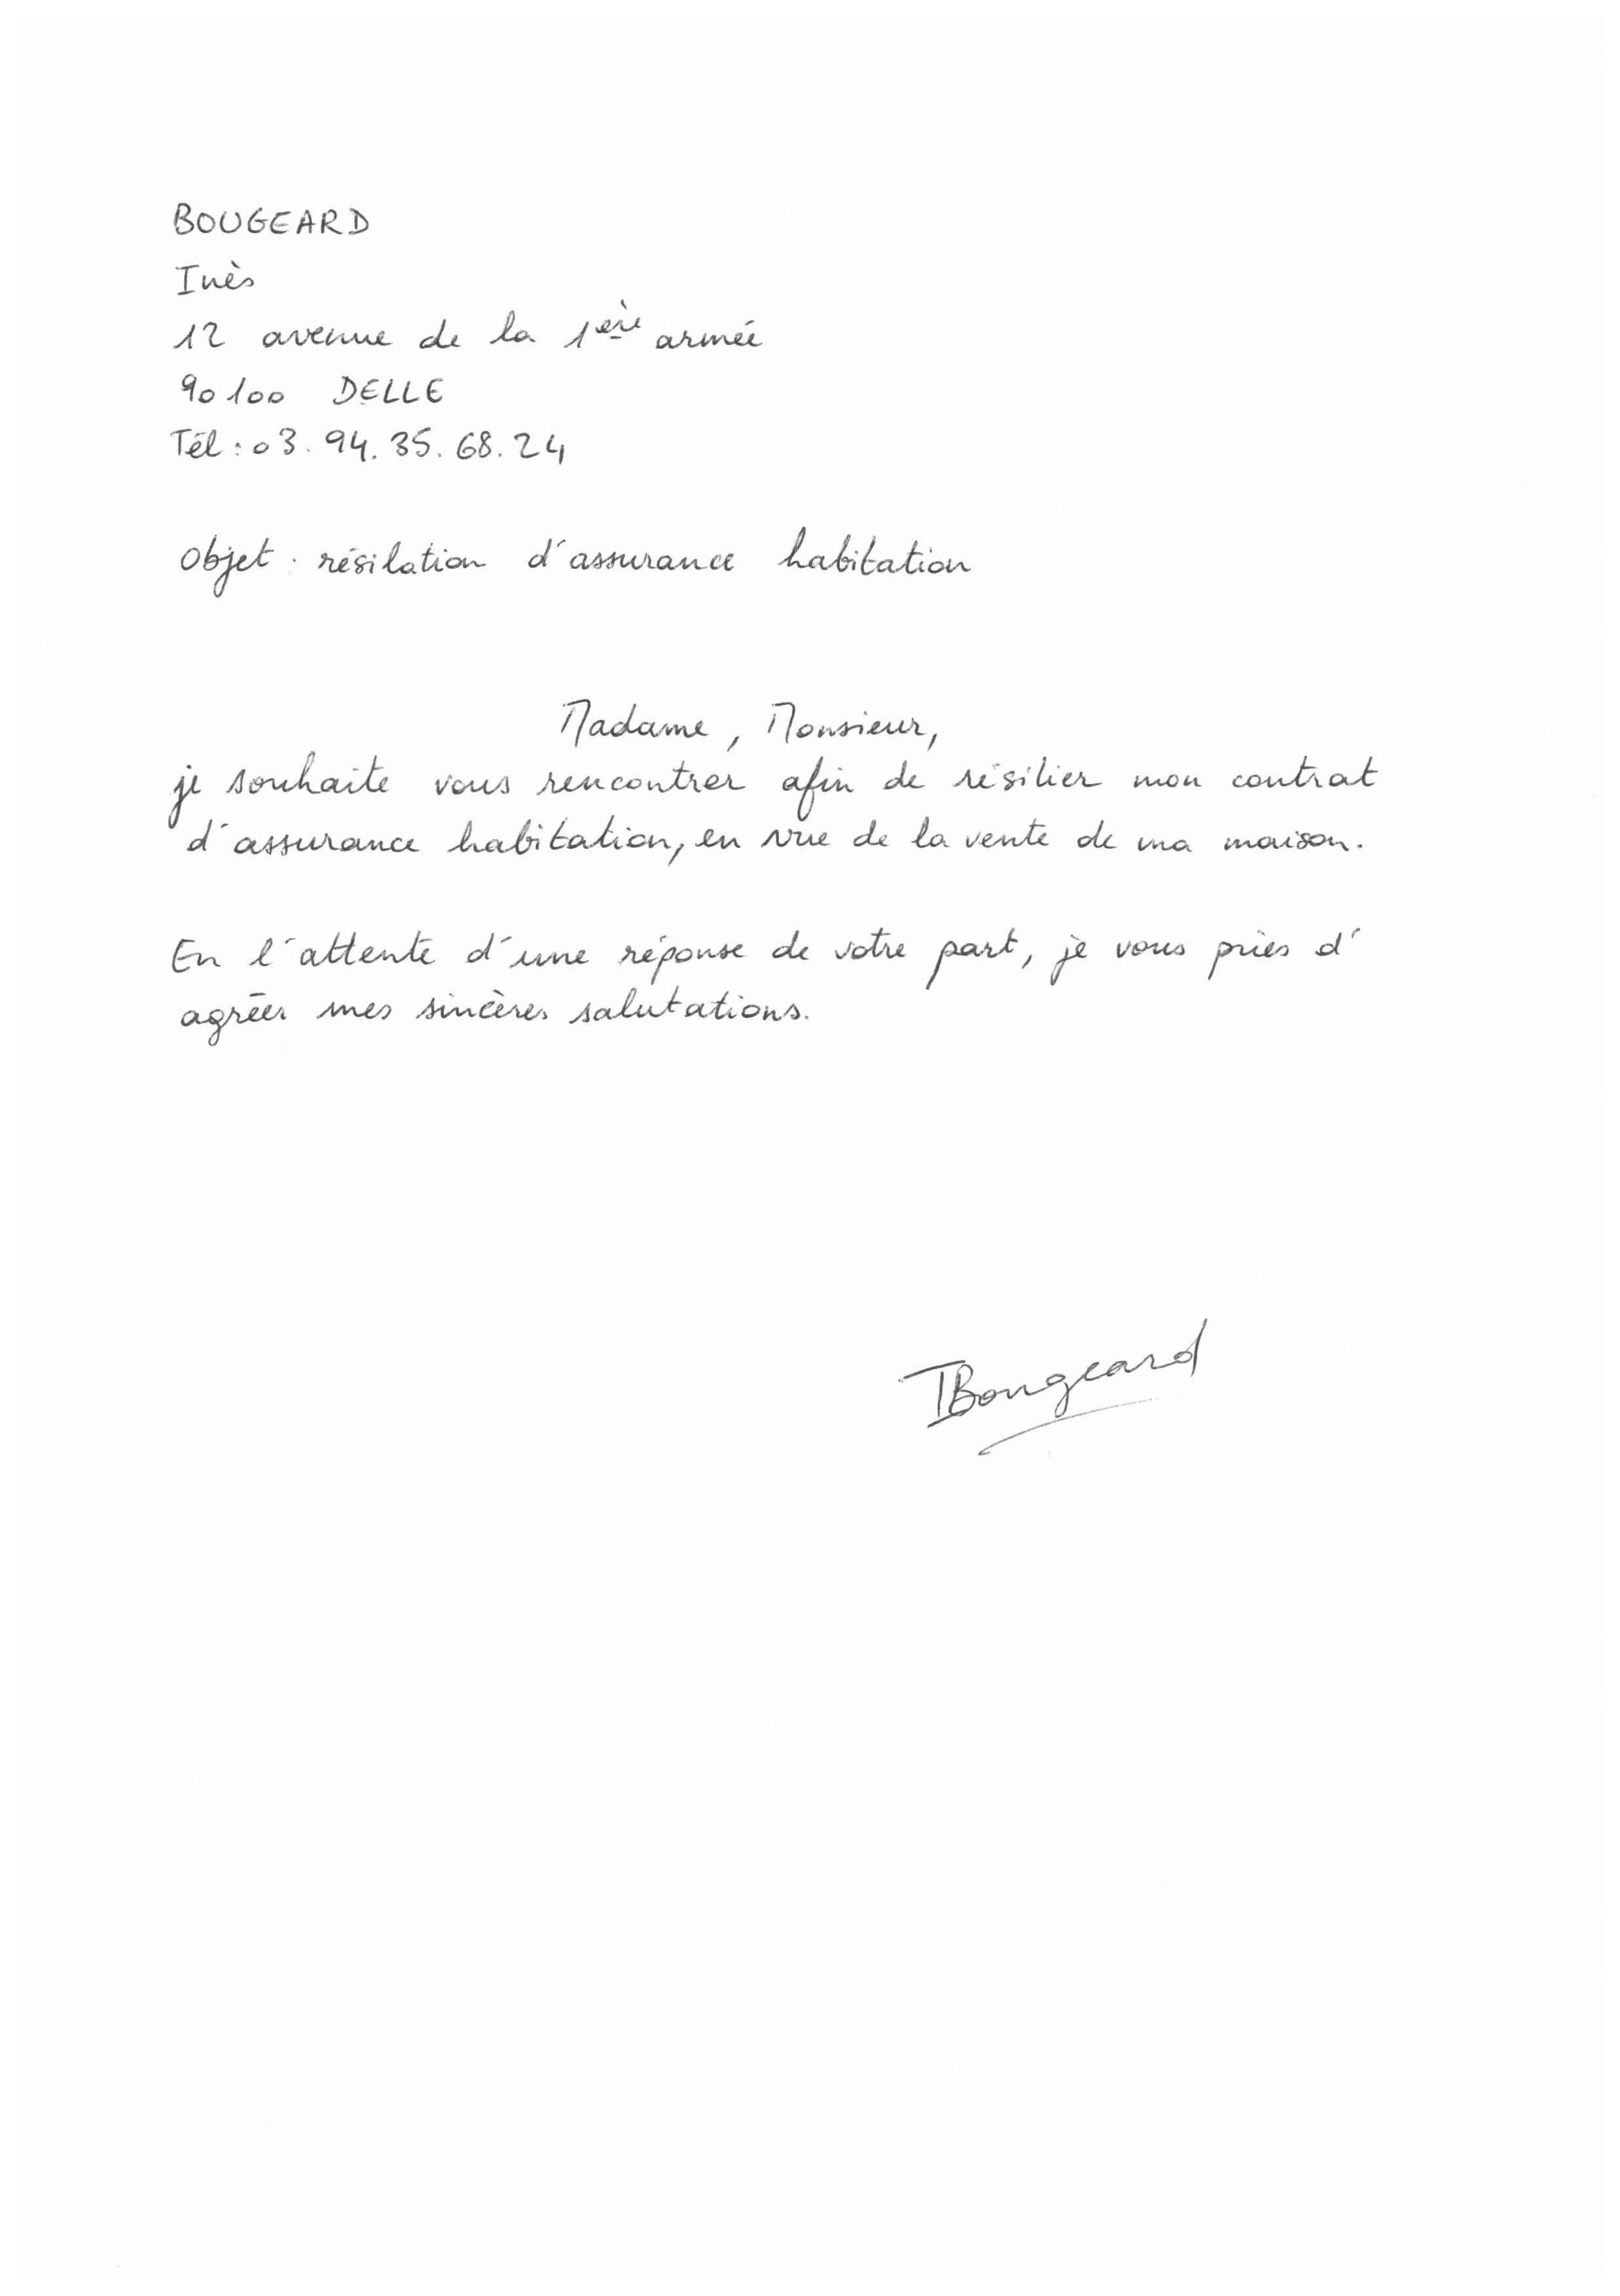 BOUGEARD
Inès
12 avenue de la 1ère armée
90100 DELLE
Tél : 03. 94. 35. 68. 24
Objet : résilation d'assurance habitation
Madame, Monsieur,
je souhaite vous rencontrer afin de résilier mon contrat
d'assurance habitation, en vue de la vente de ma maison.
En l'attente d'une réponse de votre part, je vous pries d'
agréer mes sincères salutations.
IBougeard